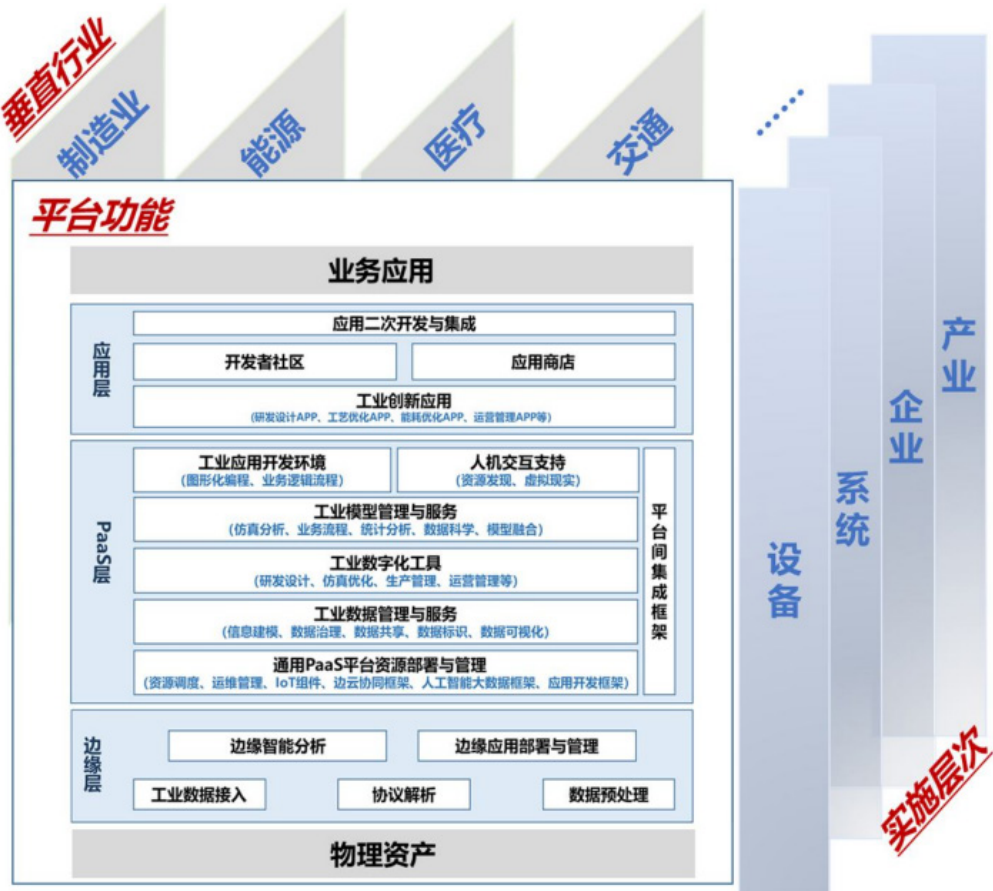 垂直行业
制造业
能源
医疗
交通
平台功能
业务应用
应用层
应用二次开发与集成
开发者社区
应用商店
工业创新应用
(研发设计APP、工艺优化APP、能耗优化APP、运营管理APP等)
PaaS层
工业应用开发环境
(图形化编程、业务逻辑流程)
人机交互支持
(资源发现、虚拟现实)
工业模型管理与服务
(仿真分析、业务流程、统计分析、数据科学、模型融合)
工业数字化工具
(研发设计、仿真优化、生产管理、运营管理等)
工业数据管理与服务
(信息建模、数据治理、数据共享、数据标识、数据可视化)
通用PaaS平台资源部署与管理
(资源调度、运维管理、IoT组件、边云协同框架、人工智能大数据框架、应用开发框架)
平台间集成框架
边缘层
边缘智能分析
边缘应用部署与管理
工业数据接入
协议解析
数据预处理
物理资产
设备
系统
企业
产业
实施层次